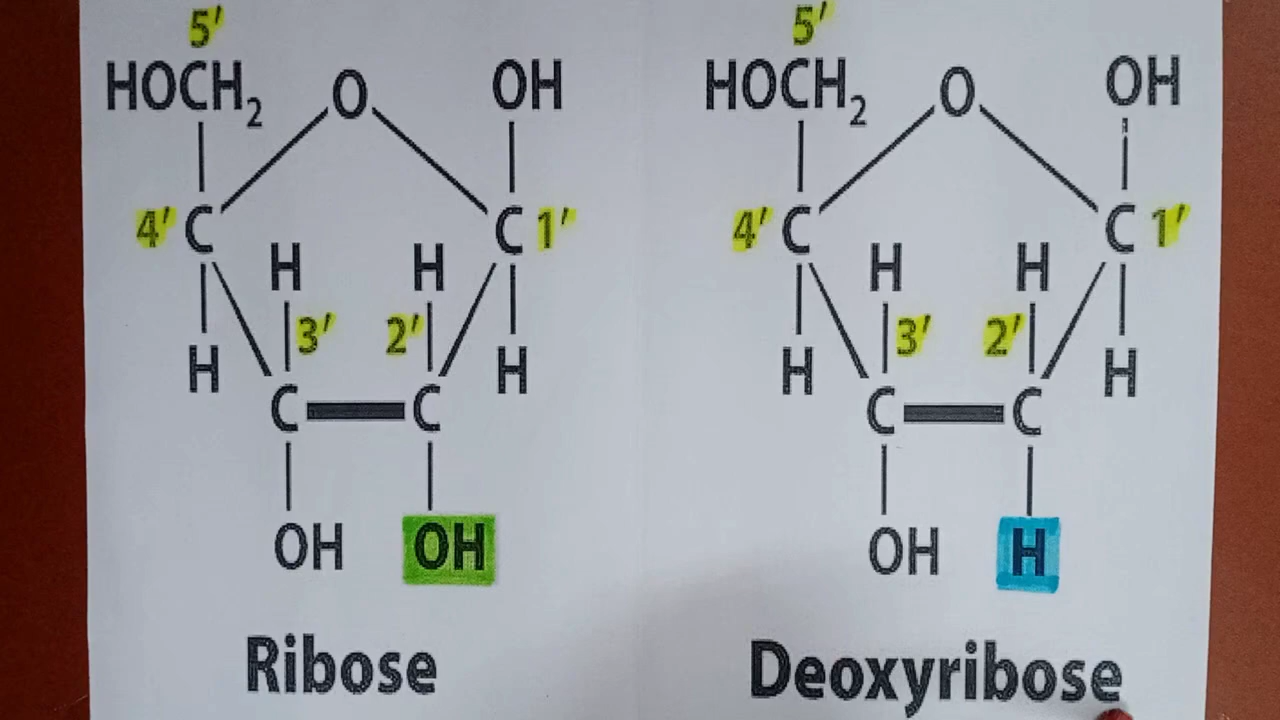 5′ 5′
HOCH₂ O OH HOCH₂ O OH
4′ C C 1′ 4′ C C 1′
H H H H
3′ 2′ 3′ 2′
H H H H
C C C C
OH OH OH H
Ribose Deoxyribose